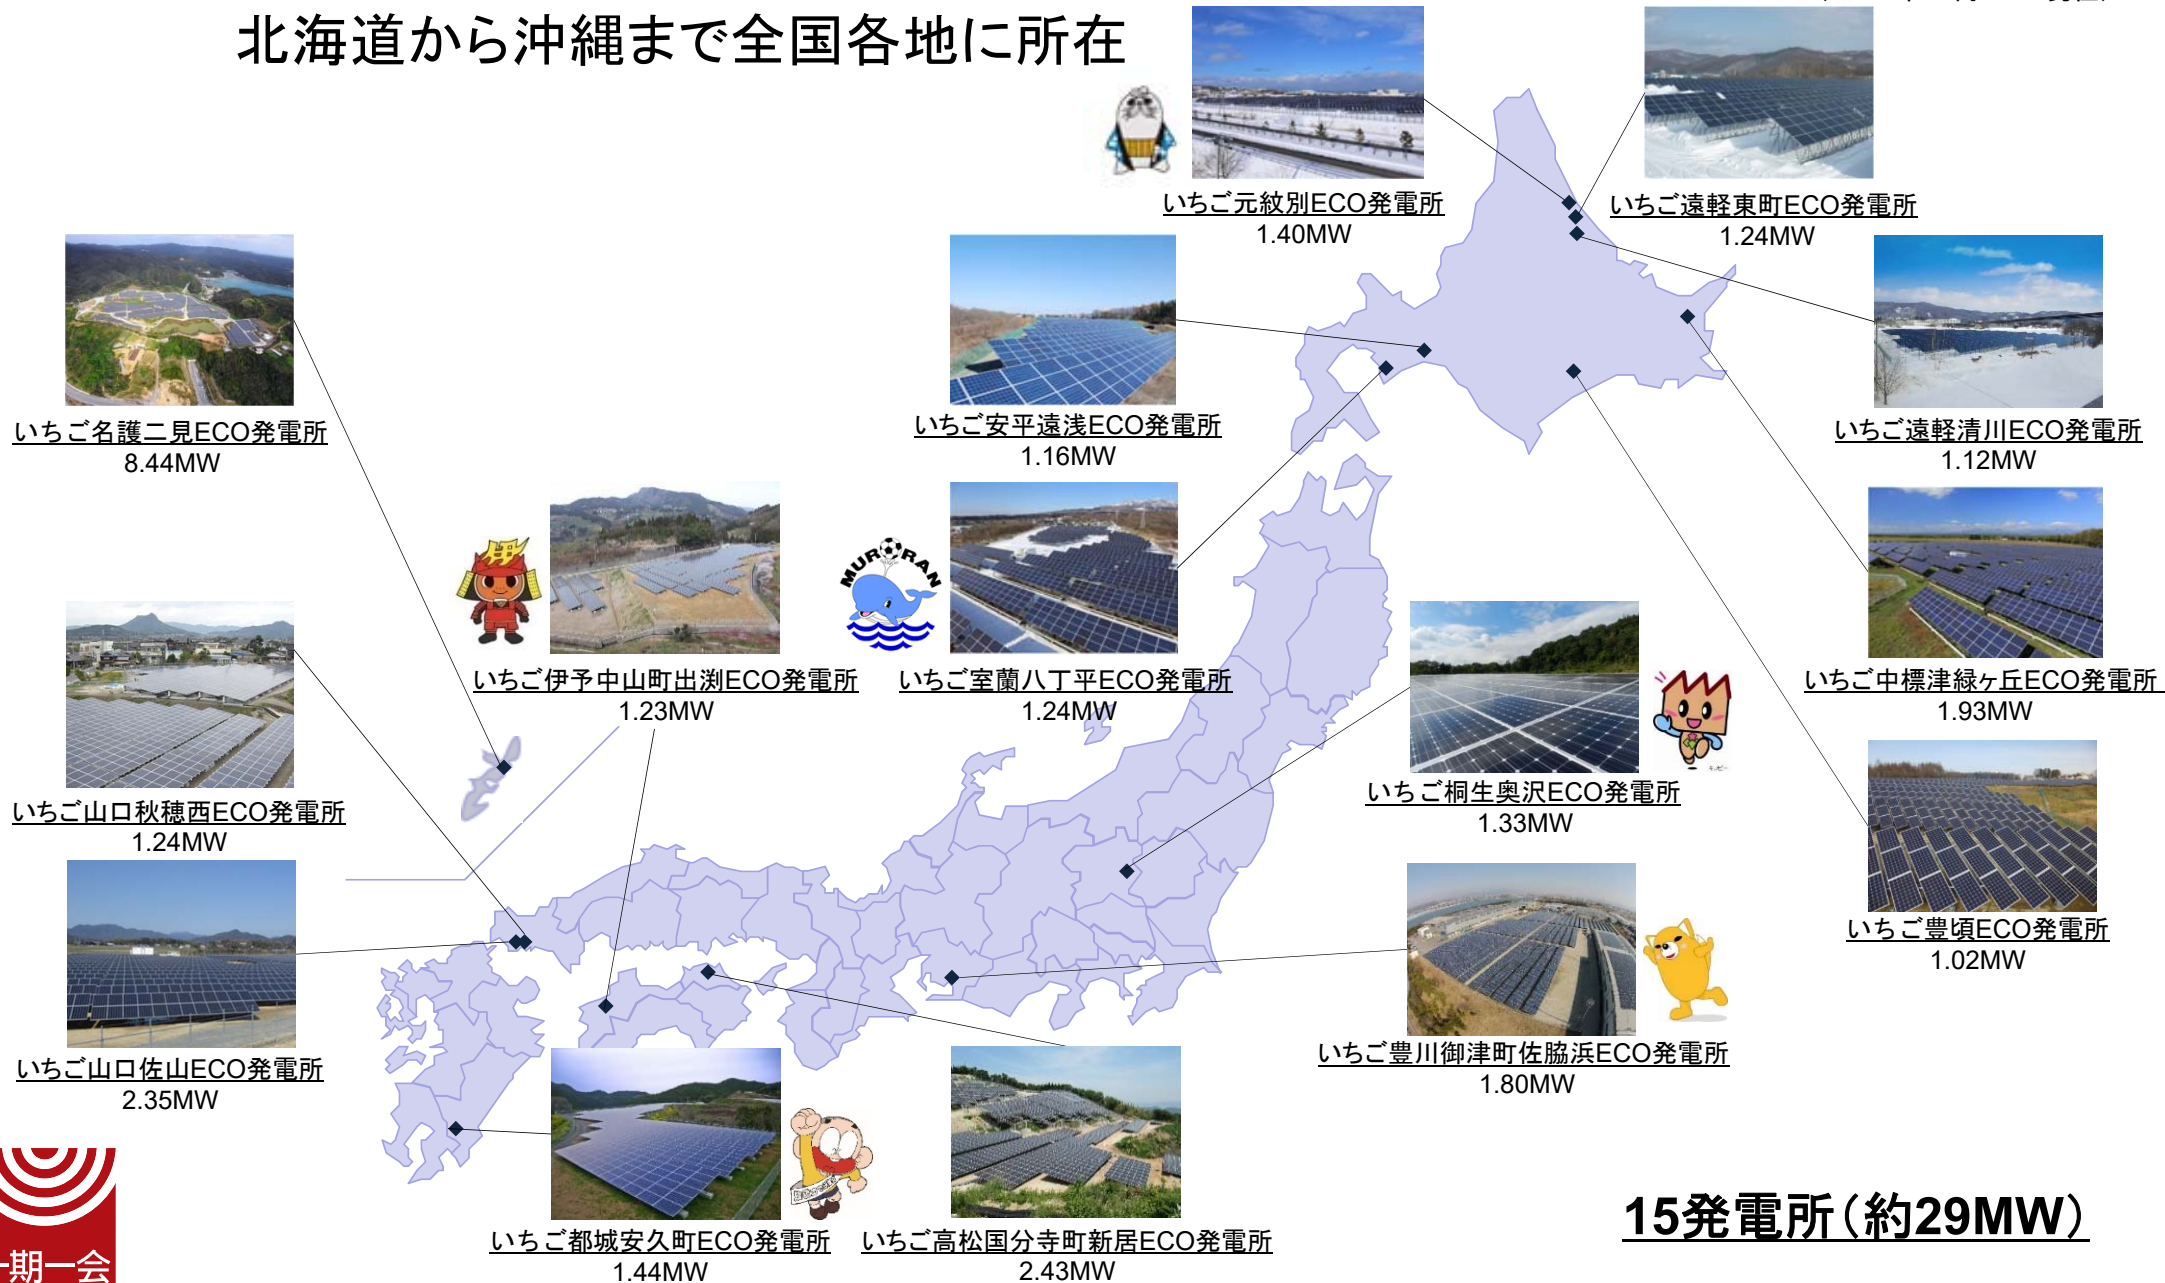 北海道から沖縄まで全国各地に所在
いちご元紋別ECO発電所
1.40MW
いちご遠軽東町ECO発電所
1.24MW
いちご名護二見ECO発電所
8.44MW
いちご安平遠浅ECO発電所
1.16MW
いちご遠軽清川ECO発電所
1.12MW
MURORAN
いちご伊予中山町出渕ECO発電所
1.23MW
いちご室蘭八丁平ECO発電所
1.24MW
いちご中標津緑ヶ丘ECO発電所
1.93MW
いちご山口秋穂西ECO発電所
1.24MW
いちご桐生奥沢ECO発電所
1.33MW
いちご豊頃ECO発電所
1.02MW
いちご山口佐山ECO発電所
2.35MW
いちご豊川御津町佐脇浜ECO発電所
1.80MW
いちご都城安久町ECO発電所
1.44MW
いちご高松国分寺町新居ECO発電所
2.43MW
15発電所（約29MW）
一期一会